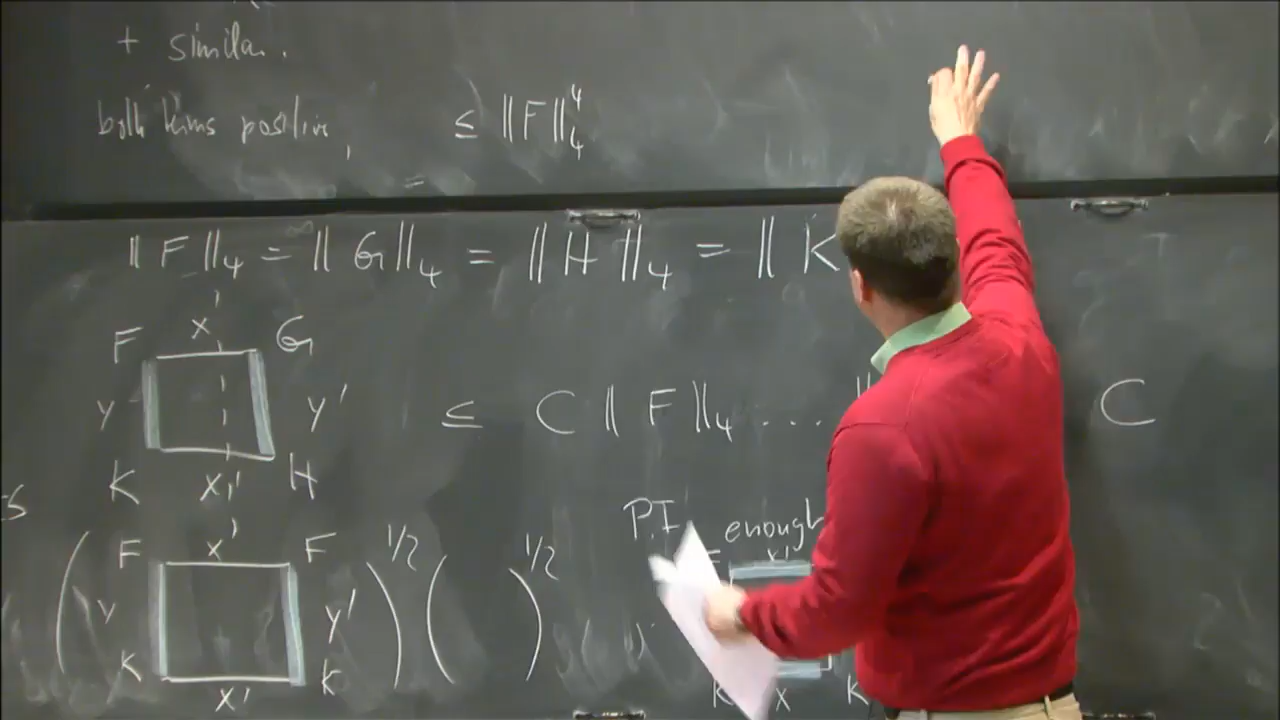 + similar.
both terms positive, ≤ ‖F‖₄⁴
=
‖F‖₄ = ‖G‖₄ = ‖H‖₄ = ‖K
F x' G
y y' ≤ C ‖F‖₄ .... ‖ C
K x' H
P.I. enough
( F x' F )^{1/2} ( )^{1/2}
y y'
K x' K
x'
K x K